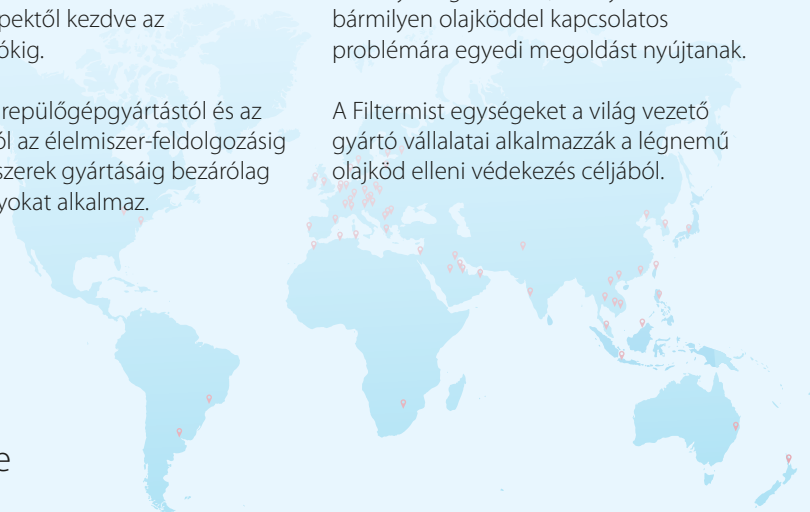 pektől kezdve az
ókig.
repülőgépgyártástól és az
ól az élelmiszer-feldolgozásig
szerek gyártásáig bezárólag
yokat alkalmaz.
bármilyen olajköddel kapcsolatos
problémára egyedi megoldást nyújtanak.
A Filtermist egységeket a világ vezető
gyártó vállalatai alkalmazzák a légnemű
olajköd elleni védekezés céljából.
e